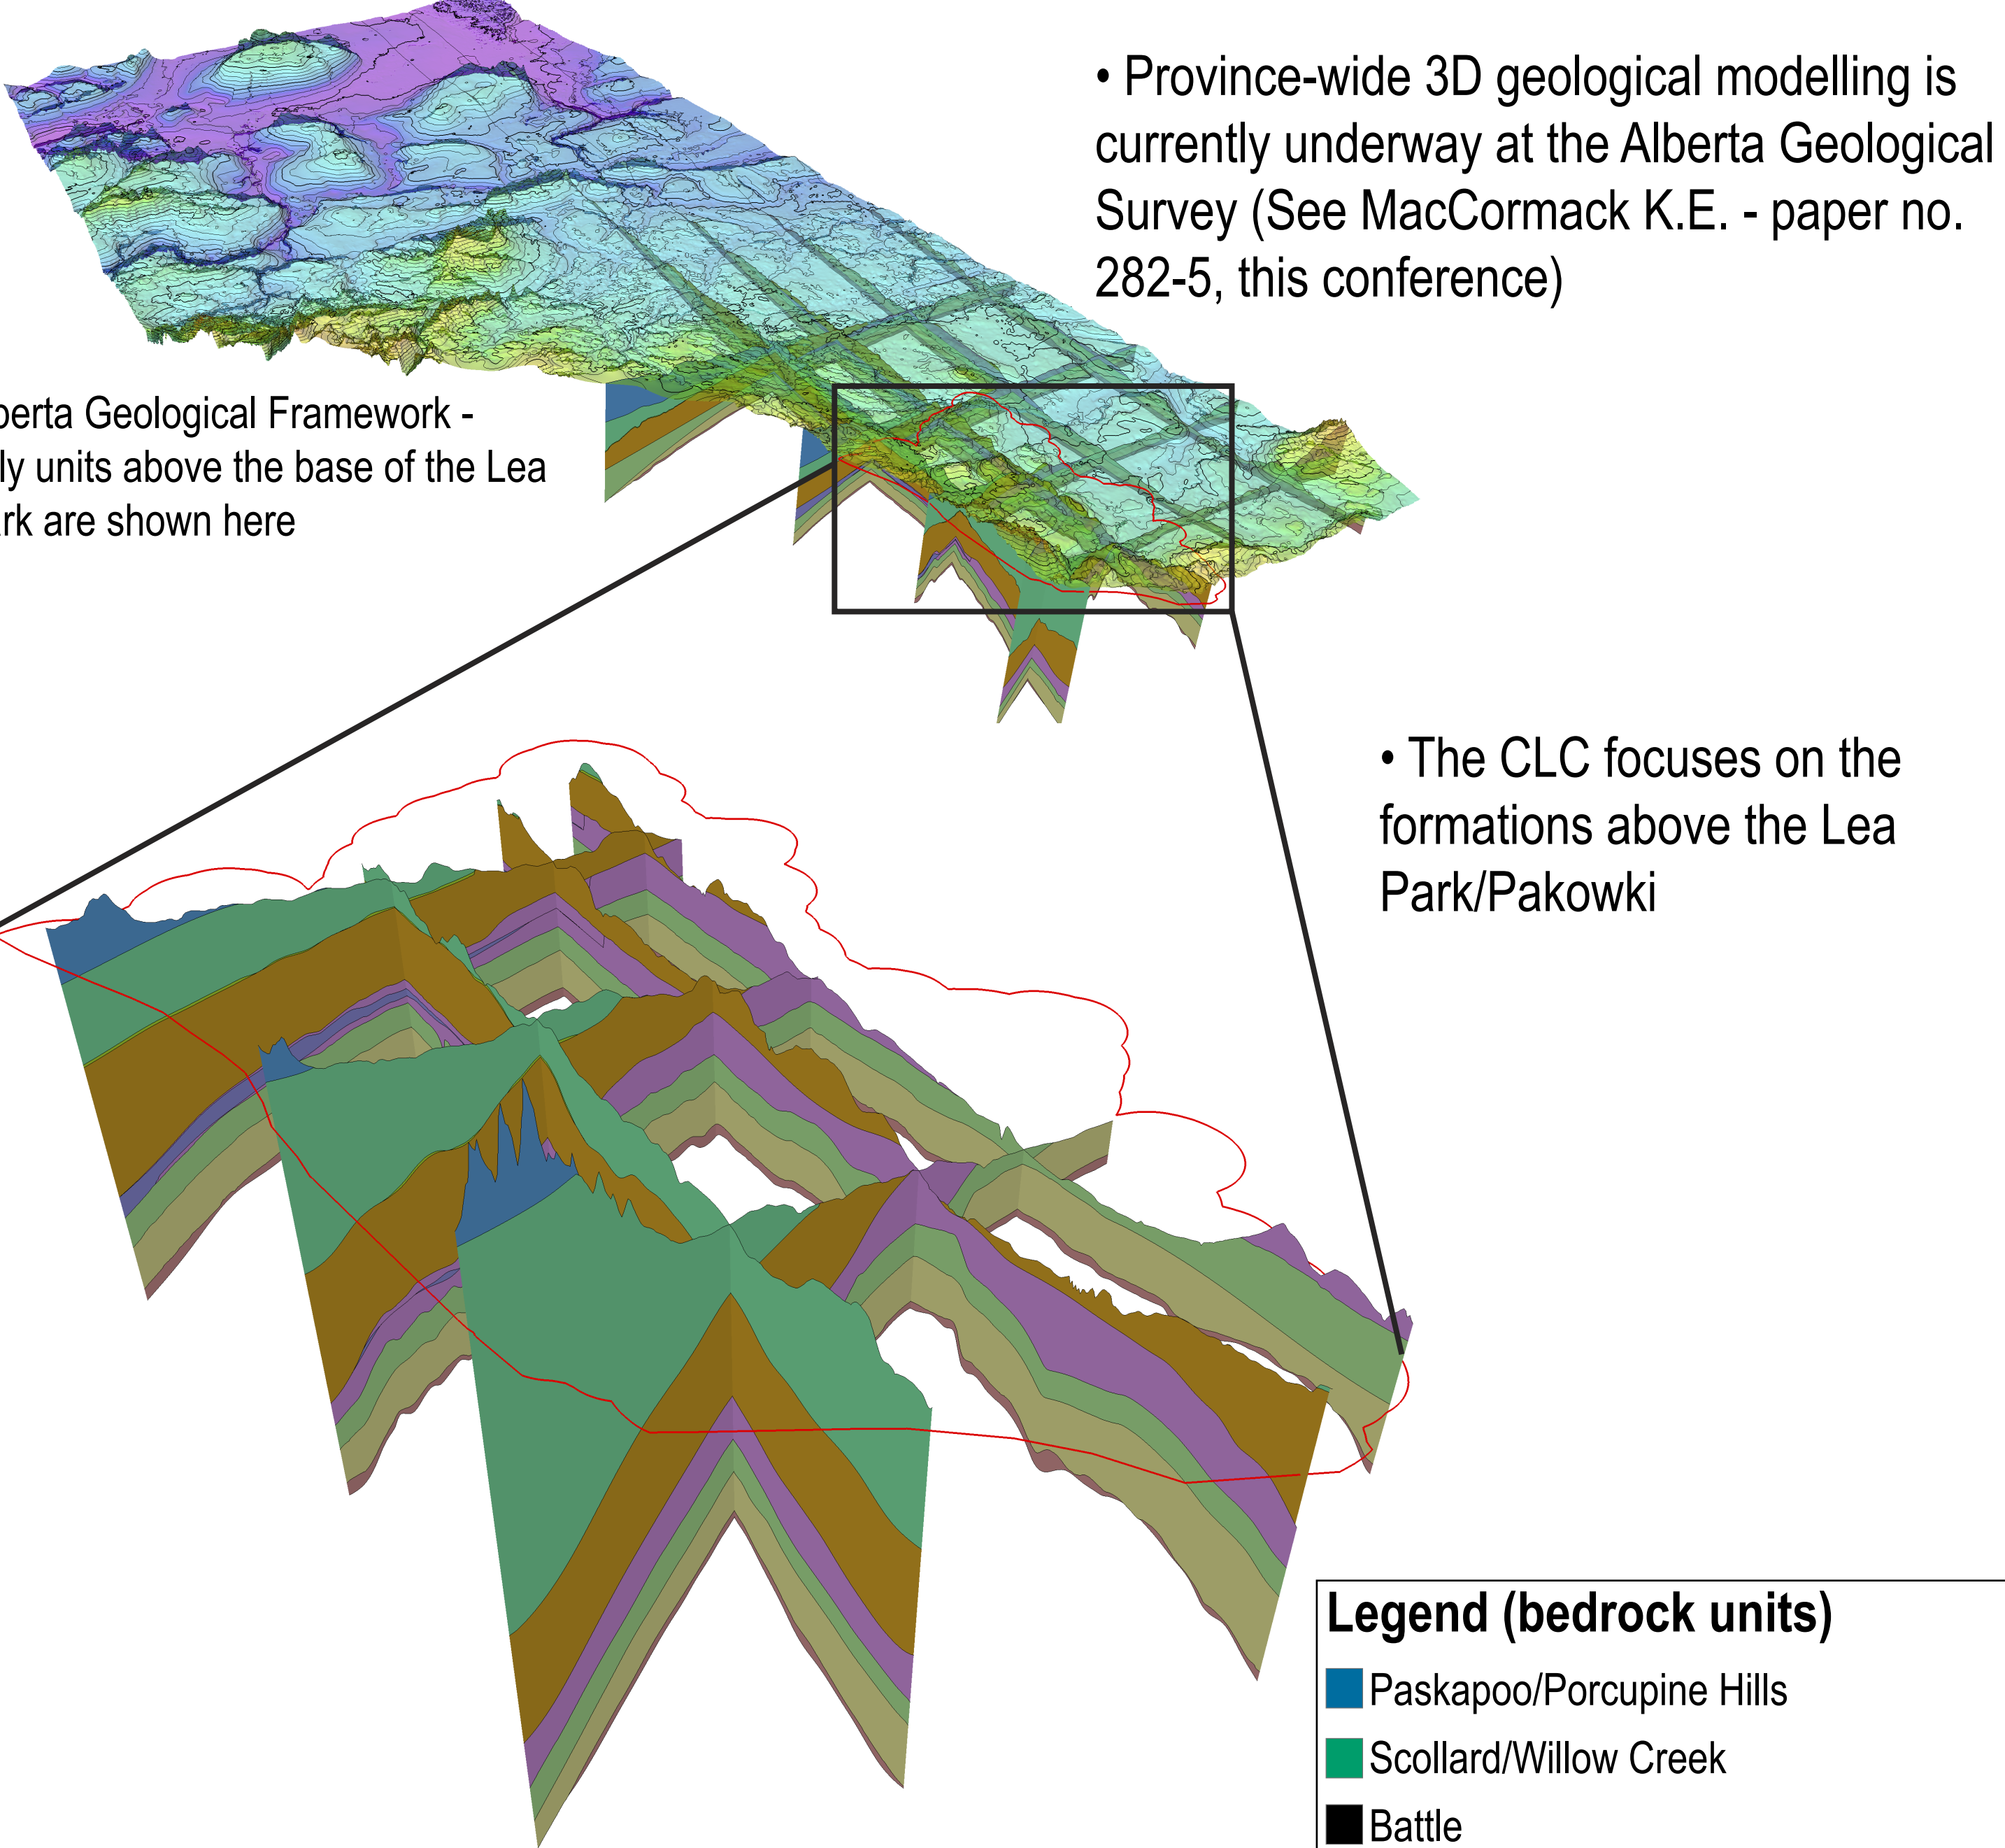 • Province-wide 3D geological modelling is
currently underway at the Alberta Geological
Survey (See MacCormack K.E. - paper no.
282-5, this conference)
berta Geological Framework -
ly units above the base of the Lea
ark are shown here
• The CLC focuses on the
formations above the Lea
Park/Pakowki
Legend (bedrock units)
Paskapoo/Porcupine Hills
Scollard/Willow Creek
Battle